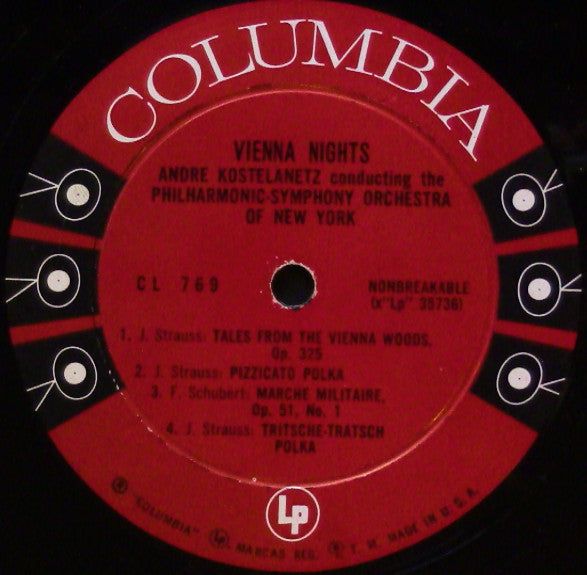 COLUMBIA
VIENNA NIGHTS
ANDRE KOSTELANETZ conducting the
PHILHARMONIC-SYMPHONY ORCHESTRA
OF NEW YORK
CL 769
NONBREAKABLE
(x"Lp" 35736)
1. J. Strauss: TALES FROM THE VIENNA WOODS,
Op. 325
2. J. Strauss: PIZZICATO POLKA
3. F. Schubert: MARCHE MILITAIRE,
Op. 51, No. 1
4. J. Strauss: TRITSCHE-TRATSCH
POLKA
Lp
® "COLUMBIA" Lp MARCAS REG. T. M. MADE IN U.S.A.